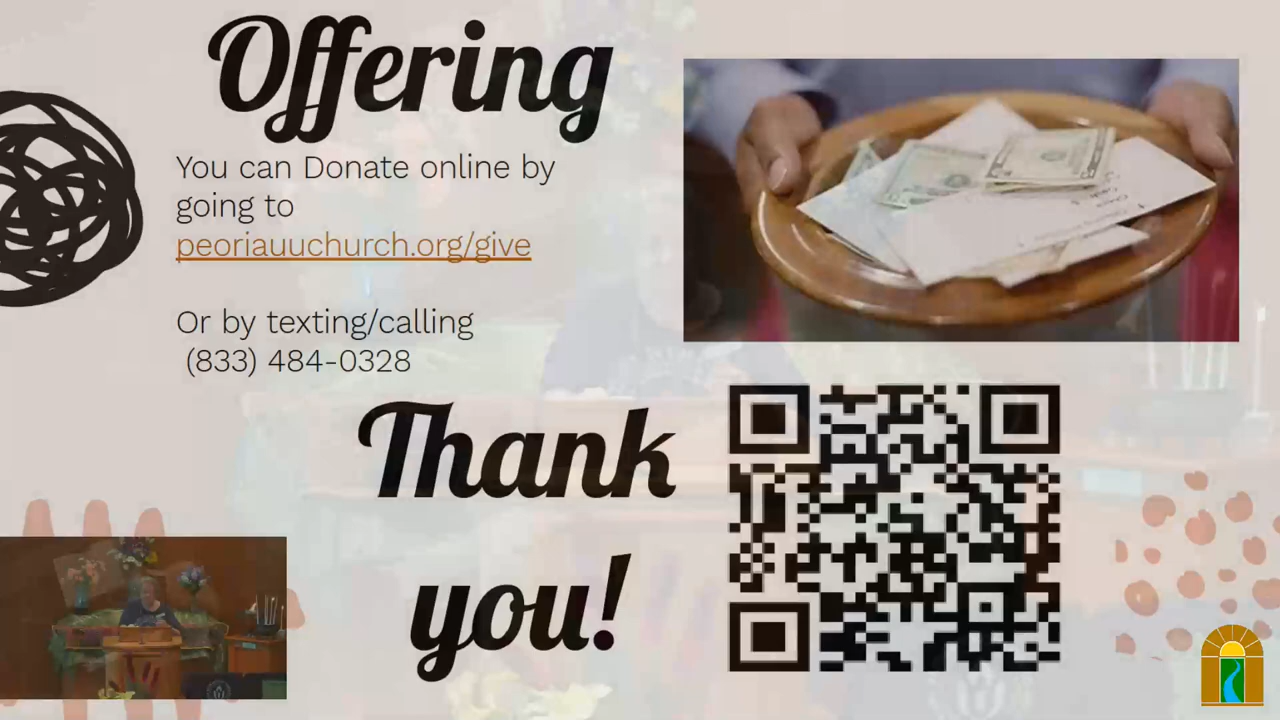 Offering
You can Donate online by
going to
peoriauuchurch.org/give
Or by texting/calling
(833) 484-0328
Thank
you!